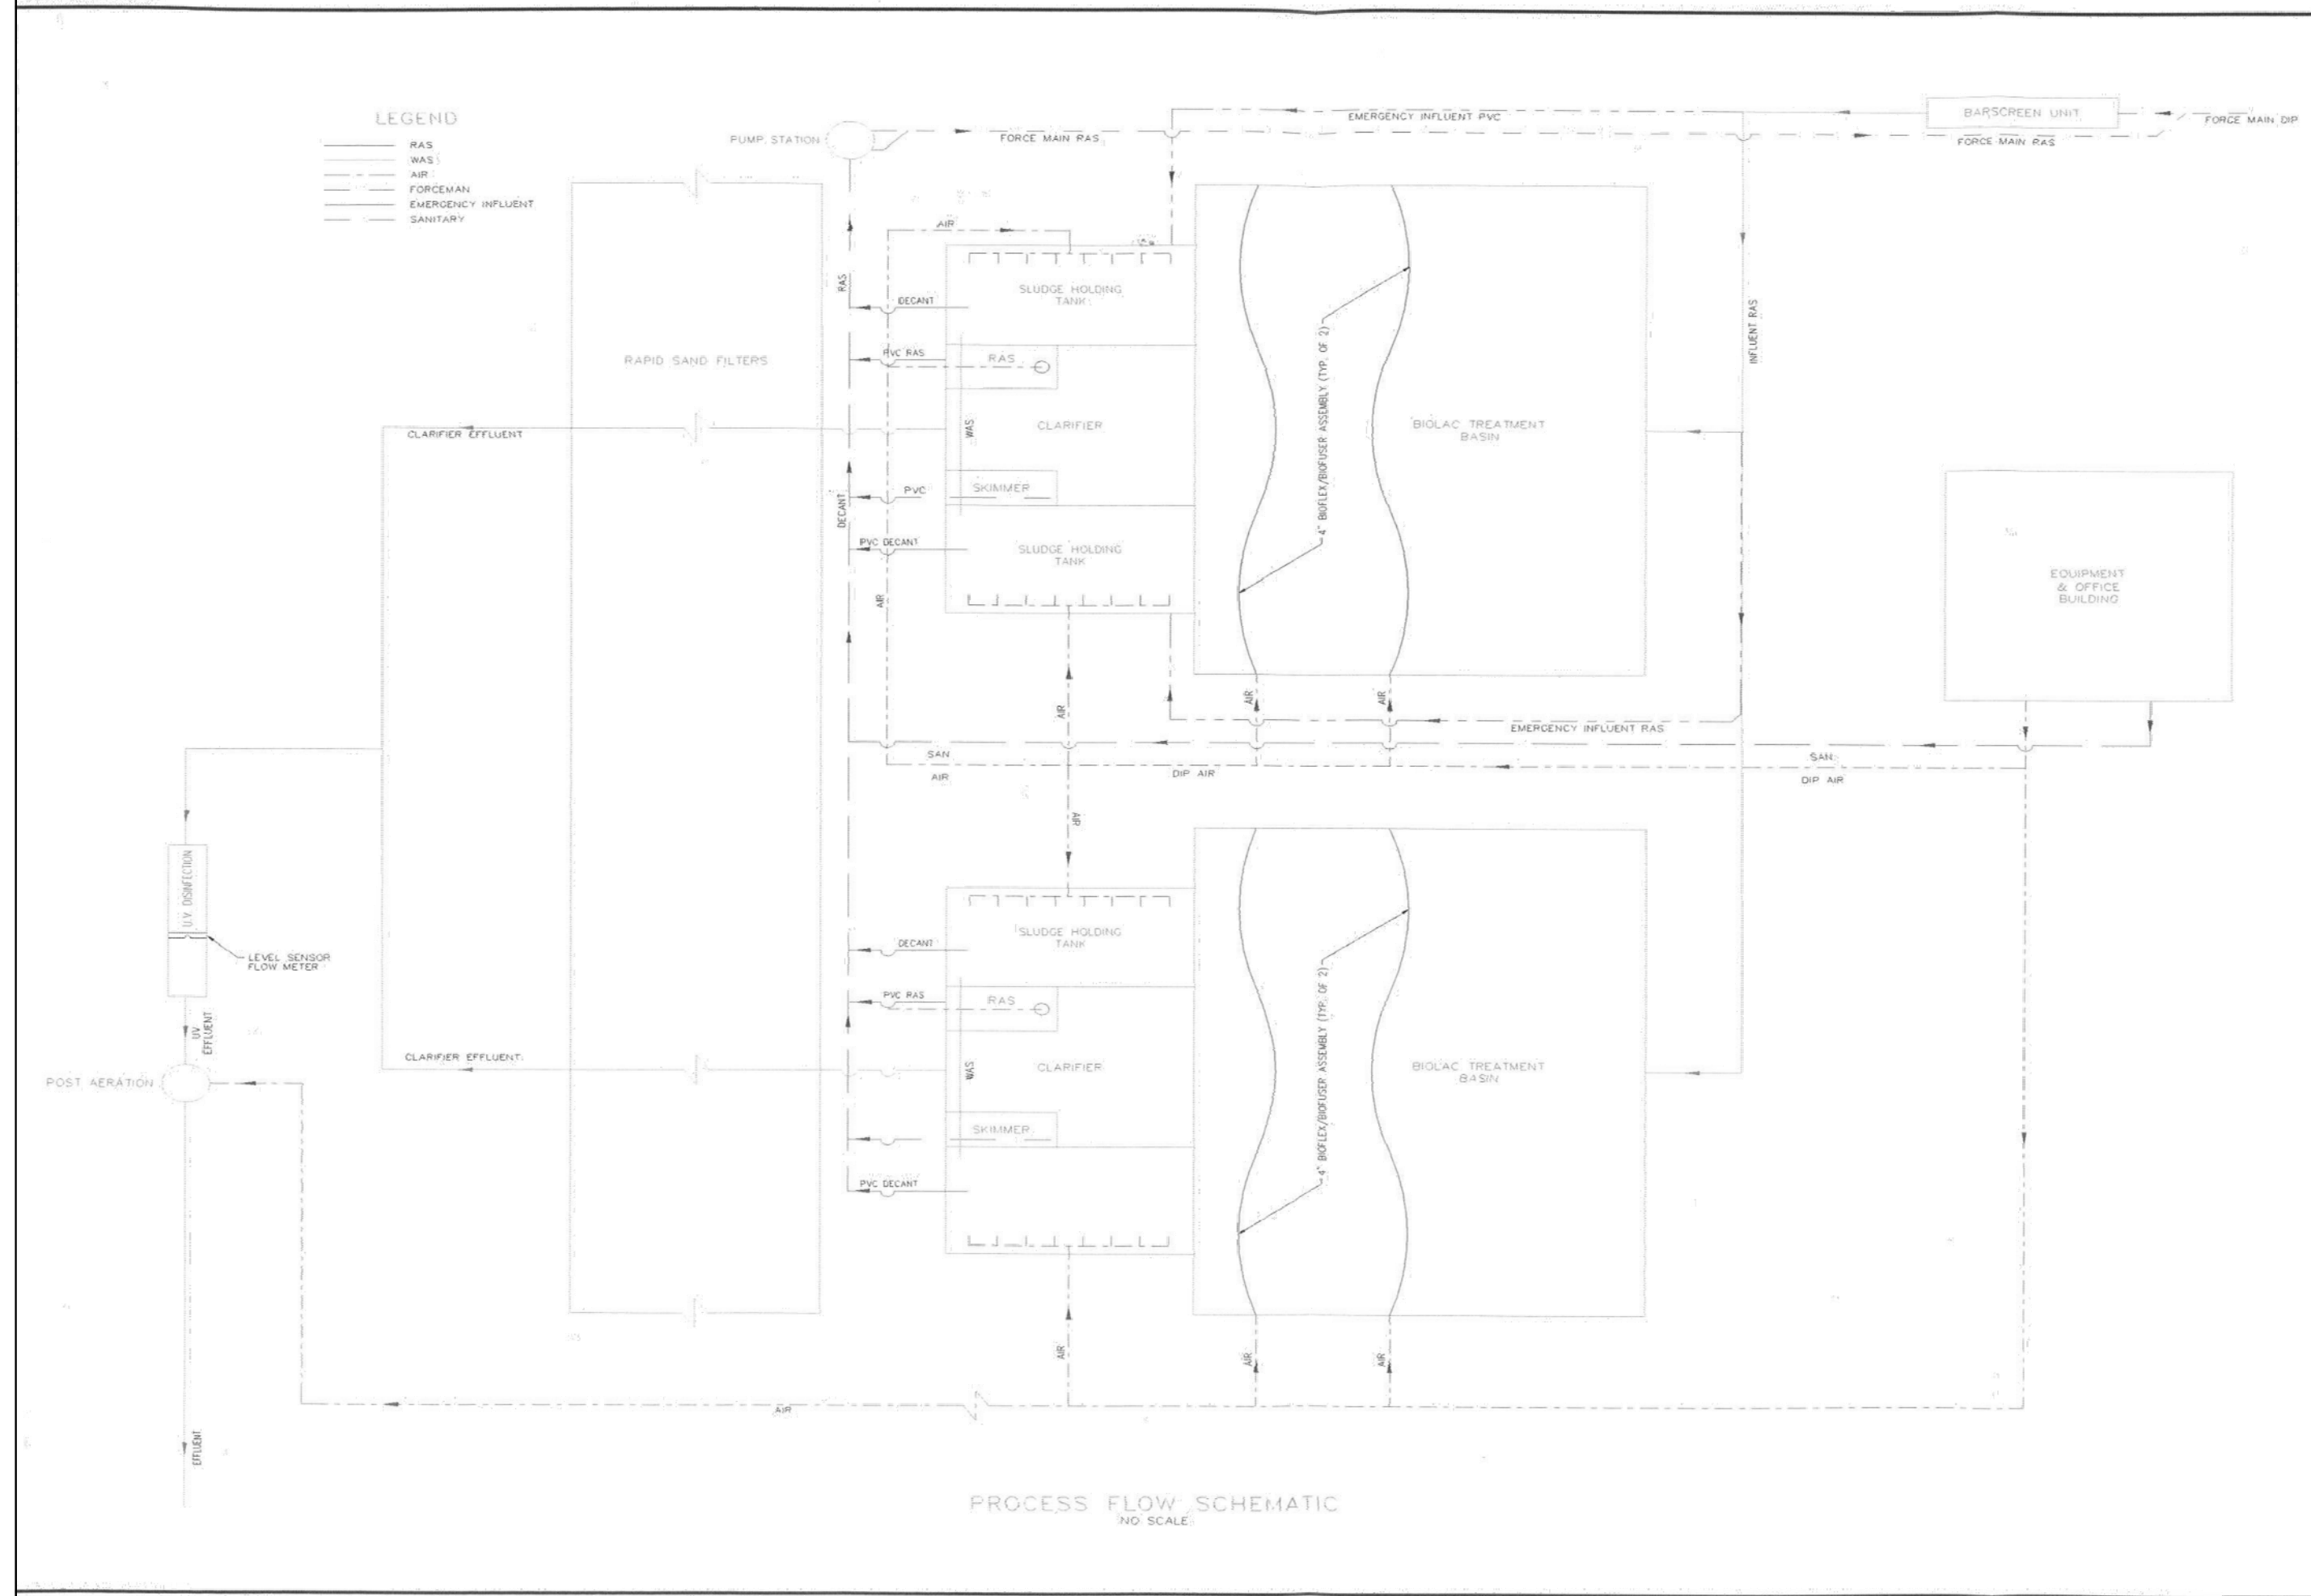 LEGEND
RAS
WAS
AIR
FORCEMAN
EMERGENCY INFLUENT
SANITARY
PUMP STATION
FORCE MAIN RAS
EMERGENCY INFLUENT PVC
BARSCREEN UNIT
FORCE MAIN DIP
FORCE MAIN RAS
AIR
RAS
DECANT
SLUDGE HOLDING
TANK
INFLUENT RAS
RAPID SAND FILTERS
PVC RAS
RAS
4" BIOFLEX/BIOFUSER ASSEMBLY (TYP. OF 2)
CLARIFIER EFFLUENT
WAS
CLARIFIER
BIOLAC TREATMENT
BASIN
DECANT
PVC
SKIMMER
PVC DECANT
SLUDGE HOLDING
TANK
EQUIPMENT
& OFFICE
BUILDING
AIR
AIR
AIR
AIR
EMERGENCY INFLUENT RAS
SAN
AIR
DIP AIR
SAN
DIP AIR
AIR
U.V. DISINFECTION
LEVEL SENSOR
FLOW METER
DECANT
SLUDGE HOLDING
TANK
PVC RAS
RAS
4" BIOFLEX/BIOFUSER ASSEMBLY (TYP. OF 2)
UV
EFFLUENT
CLARIFIER EFFLUENT
WAS
CLARIFIER
BIOLAC TREATMENT
BASIN
POST AERATION
SKIMMER
PVC DECANT
AIR
AIR
AIR
AIR
EFFLUENT
PROCESS FLOW SCHEMATIC
NO SCALE